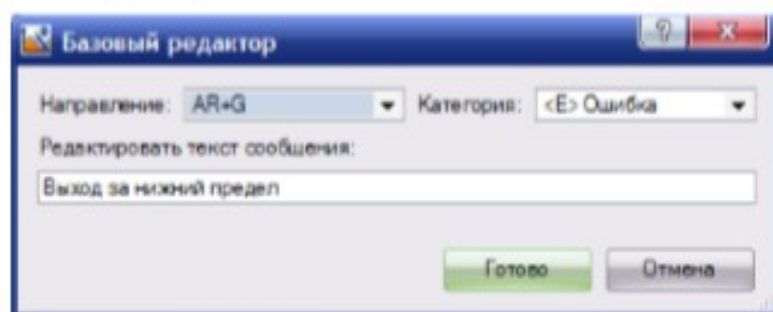 Базовый редактор
Направление: AR+G Категория: <E> Ошибка
Редактировать текст сообщения:
Выход за нижний предел
Готово Отмена